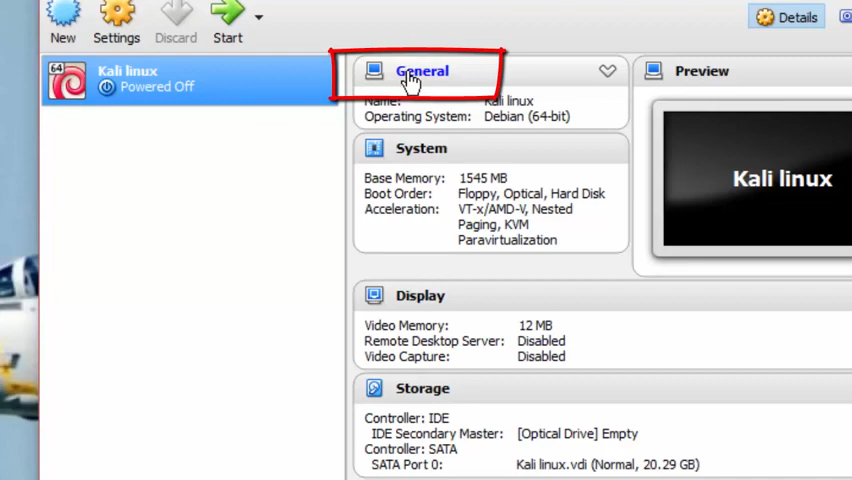 New
Settings
Discard
Start
Details
64
Kali linux
Powered Off
General
Name: Kali linux
Operating System: Debian (64-bit)
System
Base Memory: 1545 MB
Boot Order: Floppy, Optical, Hard Disk
Acceleration: VT-x/AMD-V, Nested
Paging, KVM
Paravirtualization
Preview
Kali linux
Display
Video Memory: 12 MB
Remote Desktop Server: Disabled
Video Capture: Disabled
Storage
Controller: IDE
IDE Secondary Master: [Optical Drive] Empty
Controller: SATA
SATA Port 0: Kali linux.vdi (Normal, 20.29 GB)